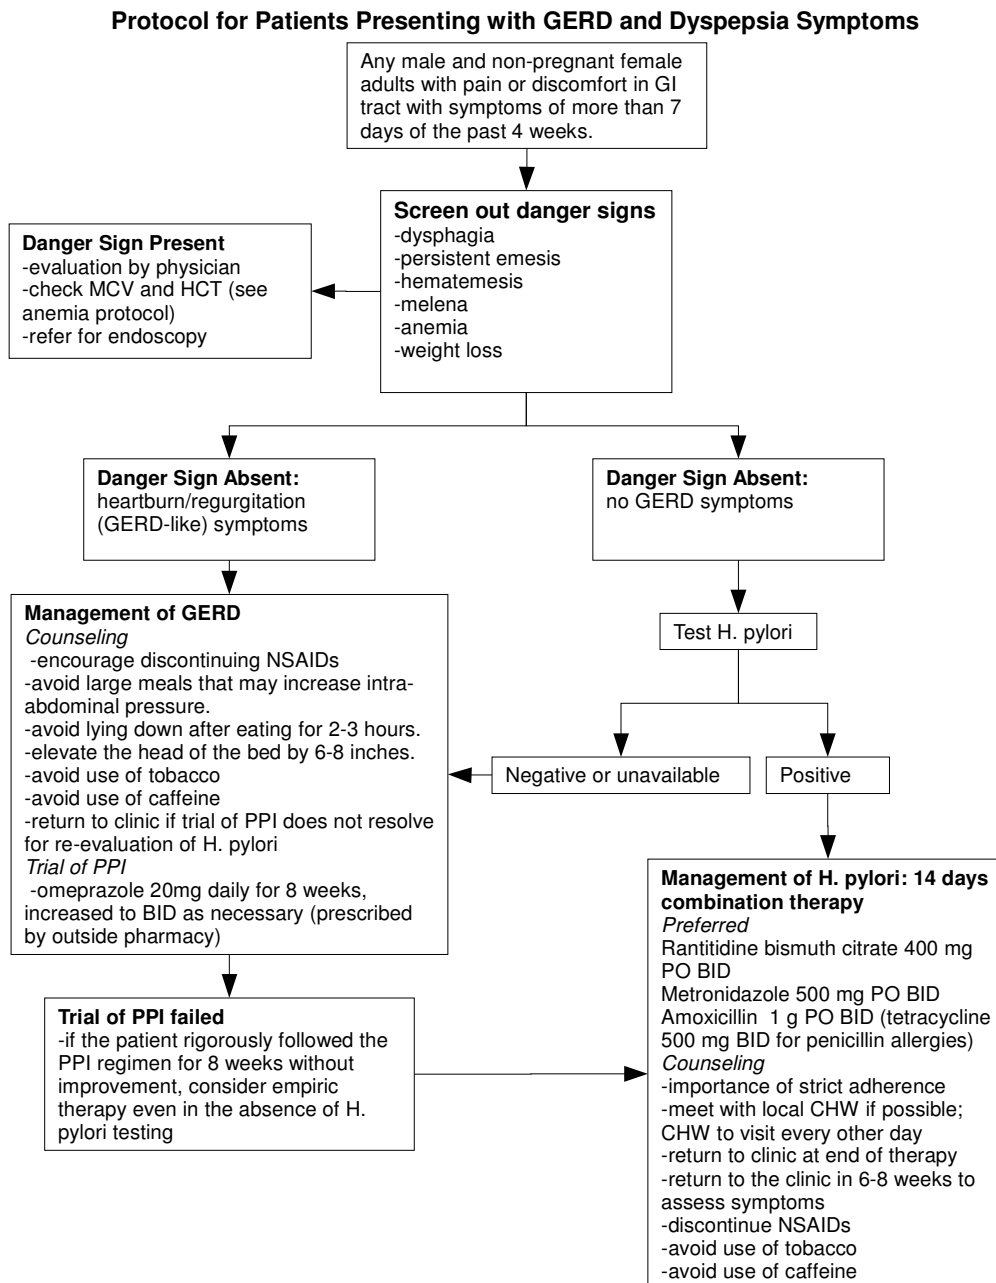 Protocol for Patients Presenting with GERD and Dyspepsia Symptoms
Any male and non-pregnant female
adults with pain or discomfort in GI
tract with symptoms of more than 7
days of the past 4 weeks.
Screen out danger signs
-dysphagia
-persistent emesis
-hematemesis
-melena
-anemia
-weight loss
Danger Sign Present
-evaluation by physician
-check MCV and HCT (see
anemia protocol)
-refer for endoscopy
Danger Sign Absent:
heartburn/regurgitation
(GERD-like) symptoms
Danger Sign Absent:
no GERD symptoms
Management of GERD
Counseling
-encourage discontinuing NSAIDs
-avoid large meals that may increase intra-
abdominal pressure.
-avoid lying down after eating for 2-3 hours.
-elevate the head of the bed by 6-8 inches.
-avoid use of tobacco
-avoid use of caffeine
-return to clinic if trial of PPI does not resolve
for re-evaluation of H. pylori
Trial of PPI
-omeprazole 20mg daily for 8 weeks,
increased to BID as necessary (prescribed
by outside pharmacy)
Test H. pylori
Negative or unavailable
Positive
Trial of PPI failed
-if the patient rigorously followed the
PPI regimen for 8 weeks without
improvement, consider empiric
therapy even in the absence of H.
pylori testing
Management of H. pylori: 14 days
combination therapy
Preferred
Rantitidine bismuth citrate 400 mg
PO BID
Metronidazole 500 mg PO BID
Amoxicillin 1 g PO BID (tetracycline
500 mg BID for penicillin allergies)
Counseling
-importance of strict adherence
-meet with local CHW if possible;
CHW to visit every other day
-return to clinic at end of therapy
-return to the clinic in 6-8 weeks to
assess symptoms
-discontinue NSAIDs
-avoid use of tobacco
-avoid use of caffeine